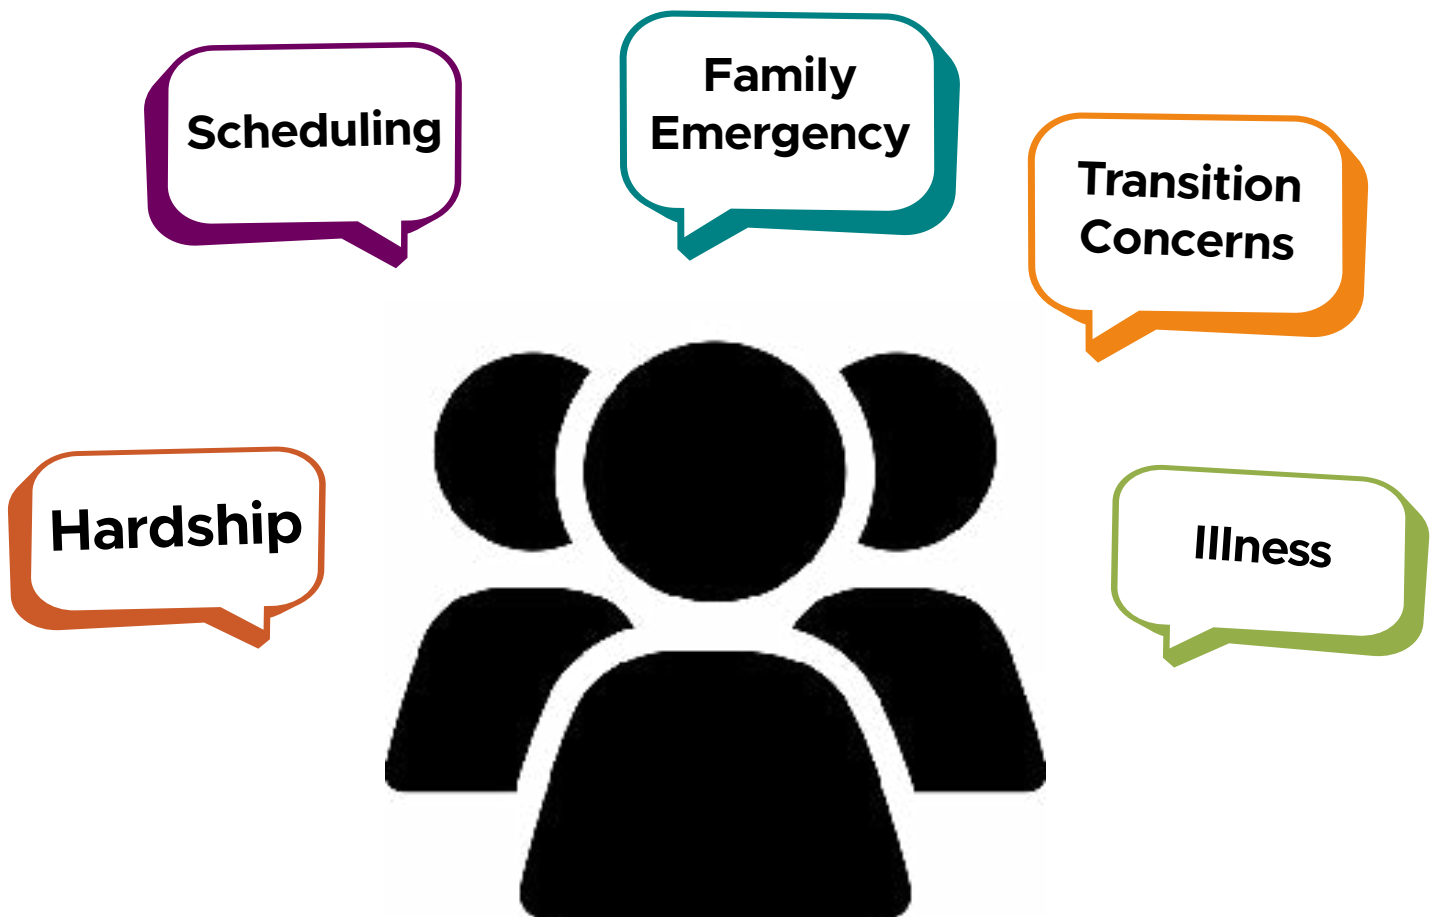 Scheduling
Family
Emergency
Transition
Concerns
Hardship
Illness